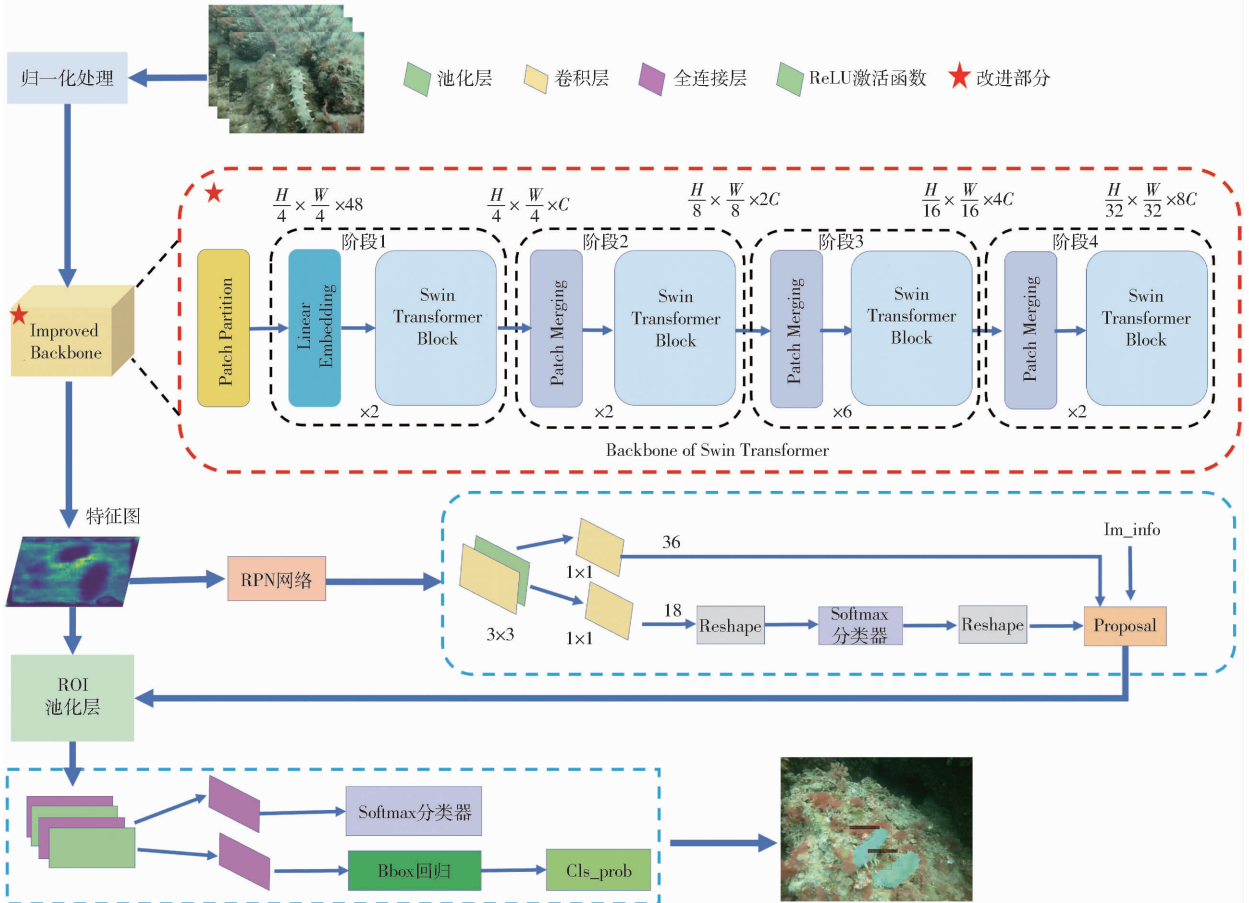 归一化处理
池化层
卷积层
全连接层
ReLU激活函数
改进部分
H/4 × W/4 ×48
H/4 × W/4 ×C
H/8 × W/8 ×2C
H/16 × W/16 ×4C
H/32 × W/32 ×8C
阶段1
阶段2
阶段3
阶段4
Improved
Backbone
Patch Partition
Linear
Embedding
Swin
Transformer
Block
×2
Patch Merging
Swin
Transformer
Block
×2
Patch Merging
Swin
Transformer
Block
×6
Patch Merging
Swin
Transformer
Block
×2
Backbone of Swin Transformer
特征图
RPN网络
3×3
1×1
1×1
36
18
Reshape
Softmax
分类器
Reshape
Im_info
Proposal
ROI
池化层
Softmax分类器
Bbox回归
Cls_prob